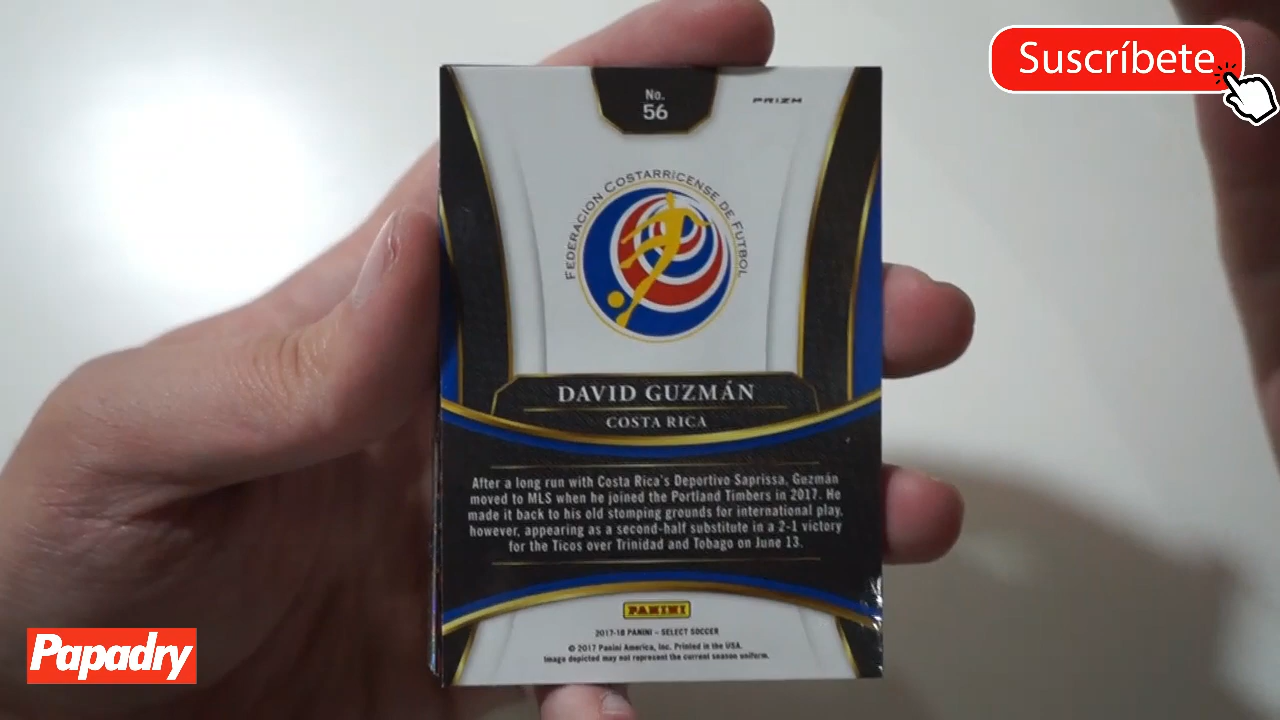 Suscríbete
No.
56
PRIZM
FEDERACION COSTARRICENSE DE FUTBOL
DAVID GUZMÁN
COSTA RICA
After a long run with Costa Rica's Deportivo Saprissa, Guzmán
moved to MLS when he joined the Portland Timbers in 2017. He
made it back to his old stomping grounds for international play,
however, appearing as a second-half substitute in a 2-1 victory
for the Ticos over Trinidad and Tobago on June 13.
PANINI
2017-18 PANINI – SELECT SOCCER
© 2017 Panini America, Inc. Printed in the USA.
Image depicted may not represent the current season uniform.
Papadry